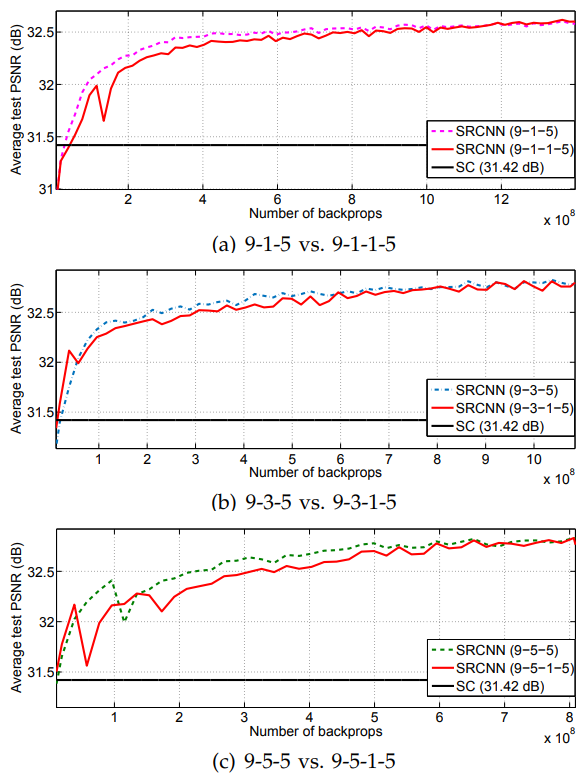 Average test PSNR (dB)
32.5
32
31.5
31
SRCNN (9−1−5)
SRCNN (9−1−1−5)
SC (31.42 dB)
2 4 6 8 10 12
Number of backprops
x 10^8
(a) 9-1-5 vs. 9-1-1-5
Average test PSNR (dB)
32.5
32
31.5
SRCNN (9−3−5)
SRCNN (9−3−1−5)
SC (31.42 dB)
1 2 3 4 5 6 7 8 9 10
Number of backprops
x 10^8
(b) 9-3-5 vs. 9-3-1-5
Average test PSNR (dB)
32.5
32
31.5
SRCNN (9−5−5)
SRCNN (9−5−1−5)
SC (31.42 dB)
1 2 3 4 5 6 7 8
Number of backprops
x 10^8
(c) 9-5-5 vs. 9-5-1-5